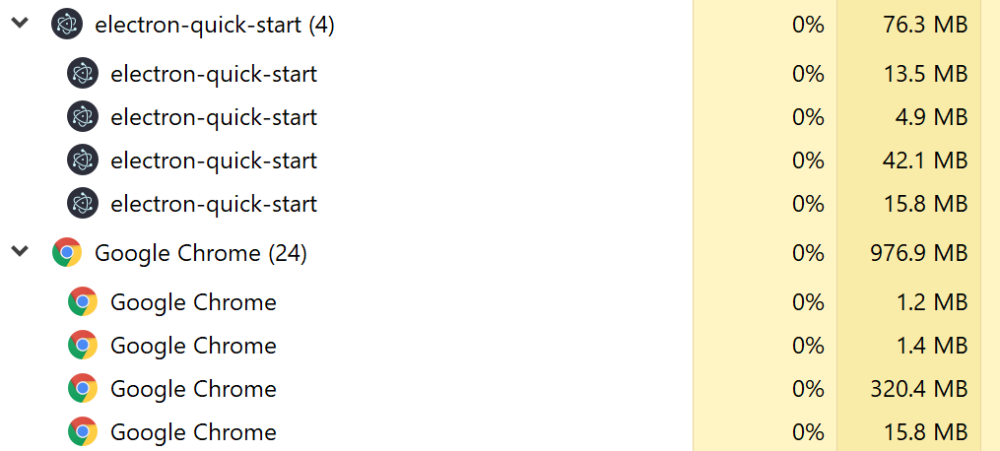 electron-quick-start (4) 0% 76.3 MB
electron-quick-start 0% 13.5 MB
electron-quick-start 0% 4.9 MB
electron-quick-start 0% 42.1 MB
electron-quick-start 0% 15.8 MB
Google Chrome (24) 0% 976.9 MB
Google Chrome 0% 1.2 MB
Google Chrome 0% 1.4 MB
Google Chrome 0% 320.4 MB
Google Chrome 0% 15.8 MB